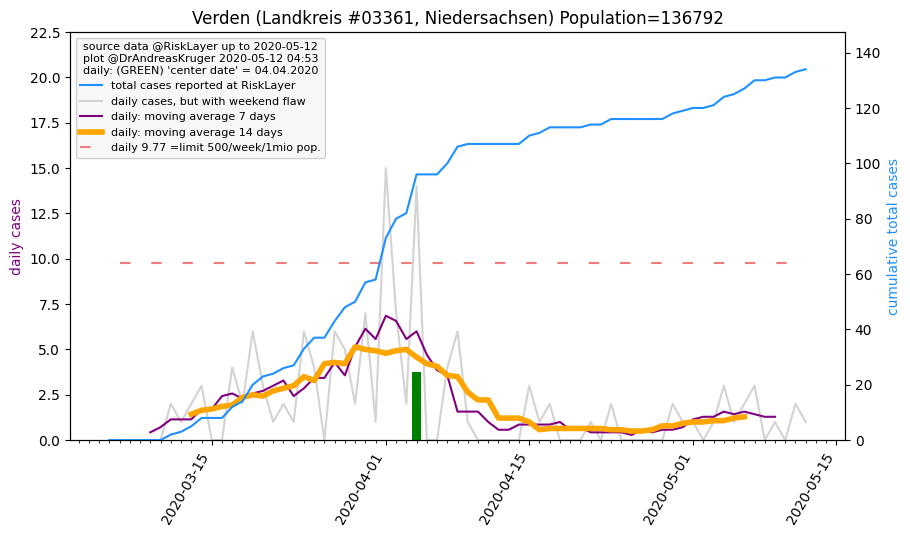 Verden (Landkreis #03361, Niedersachsen) Population=136792
source data @RiskLayer up to 2020-05-12
plot @DrAndreasKruger 2020-05-12 04:53
daily: (GREEN) 'center date' = 04.04.2020
total cases reported at RiskLayer
daily cases, but with weekend flaw
daily: moving average 7 days
daily: moving average 14 days
daily 9.77 =limit 500/week/1mio pop.
daily cases
22.5
20.0
17.5
15.0
12.5
10.0
7.5
5.0
2.5
0.0
140
120
100
80
60
40
20
0
cumulative total cases
2020-03-15
2020-04-01
2020-04-15
2020-05-01
2020-05-15